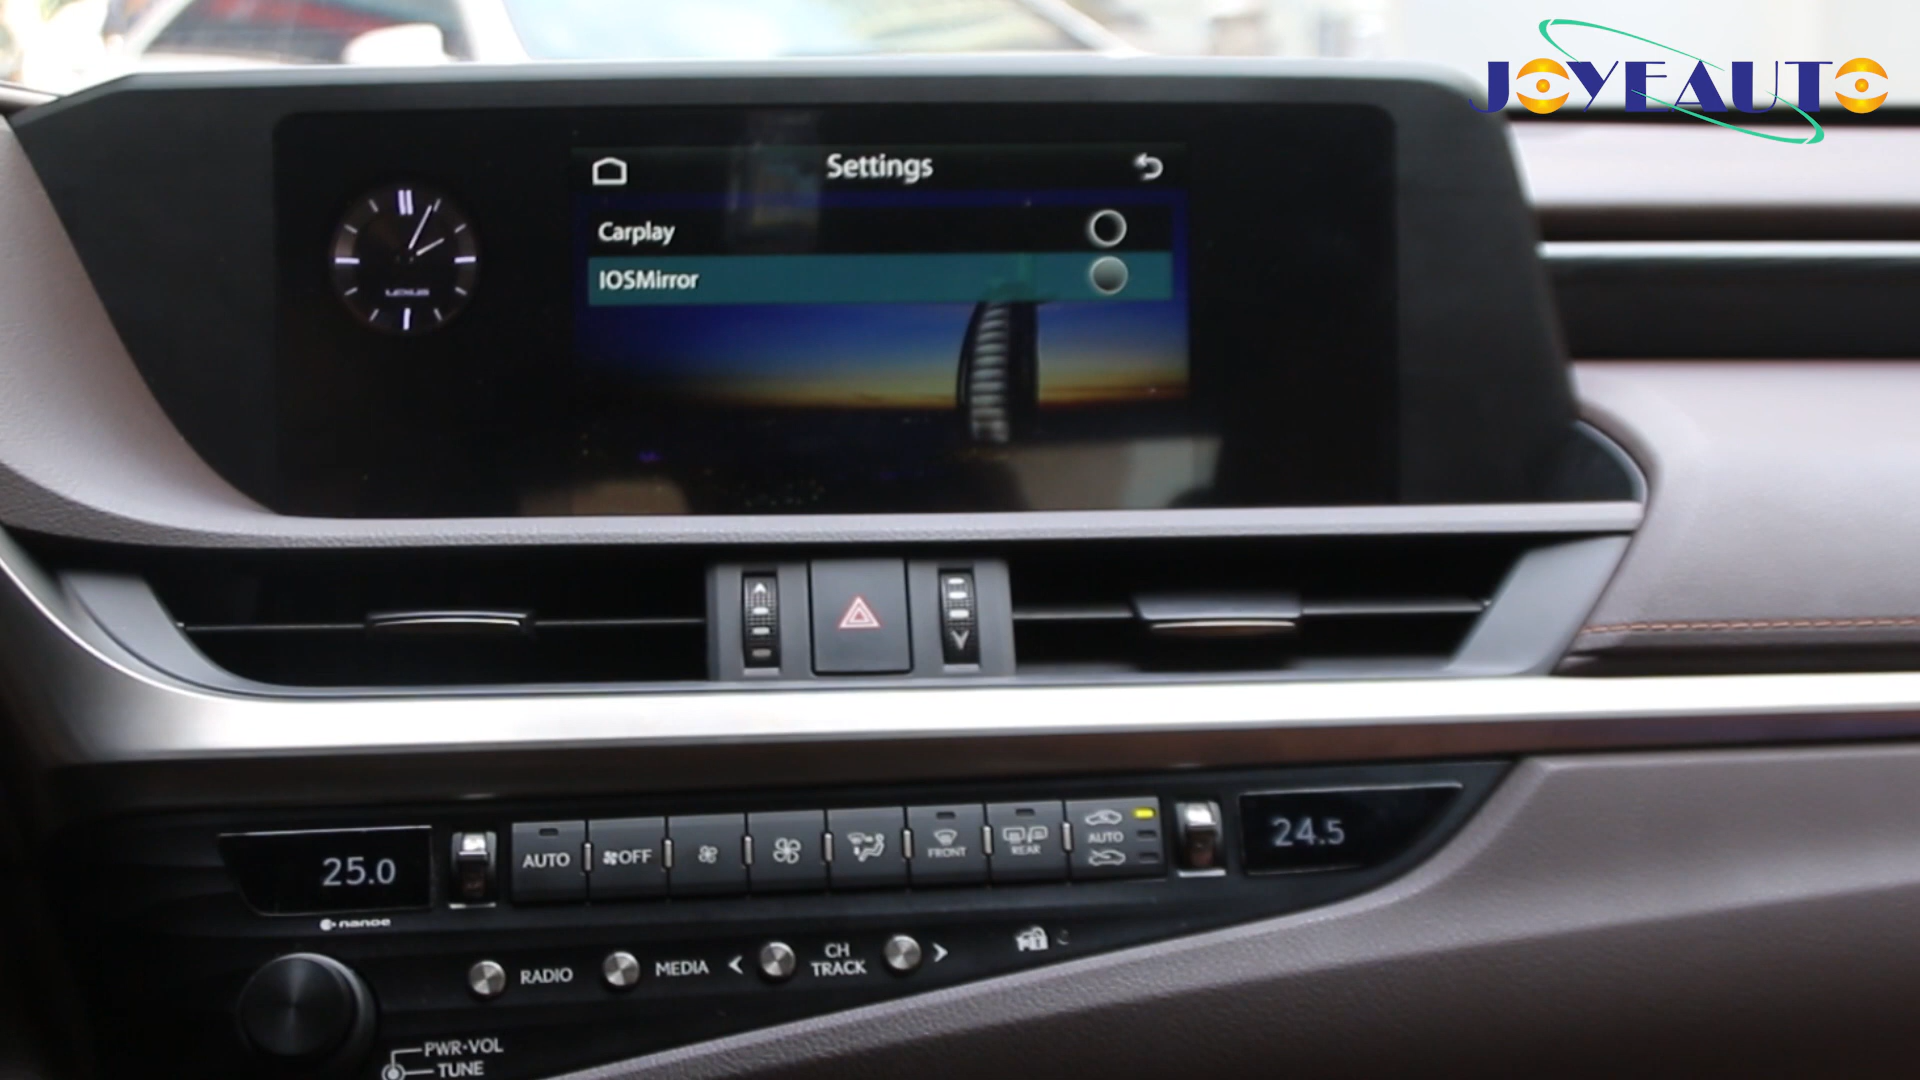 JOYEAUTO
Settings
Carplay
IOSMirror
LEXUS
25.0
AUTO
OFF
FRONT
REAR
AUTO
24.5
nanoe
RADIO
MEDIA
CH
TRACK
PWR•VOL
TUNE